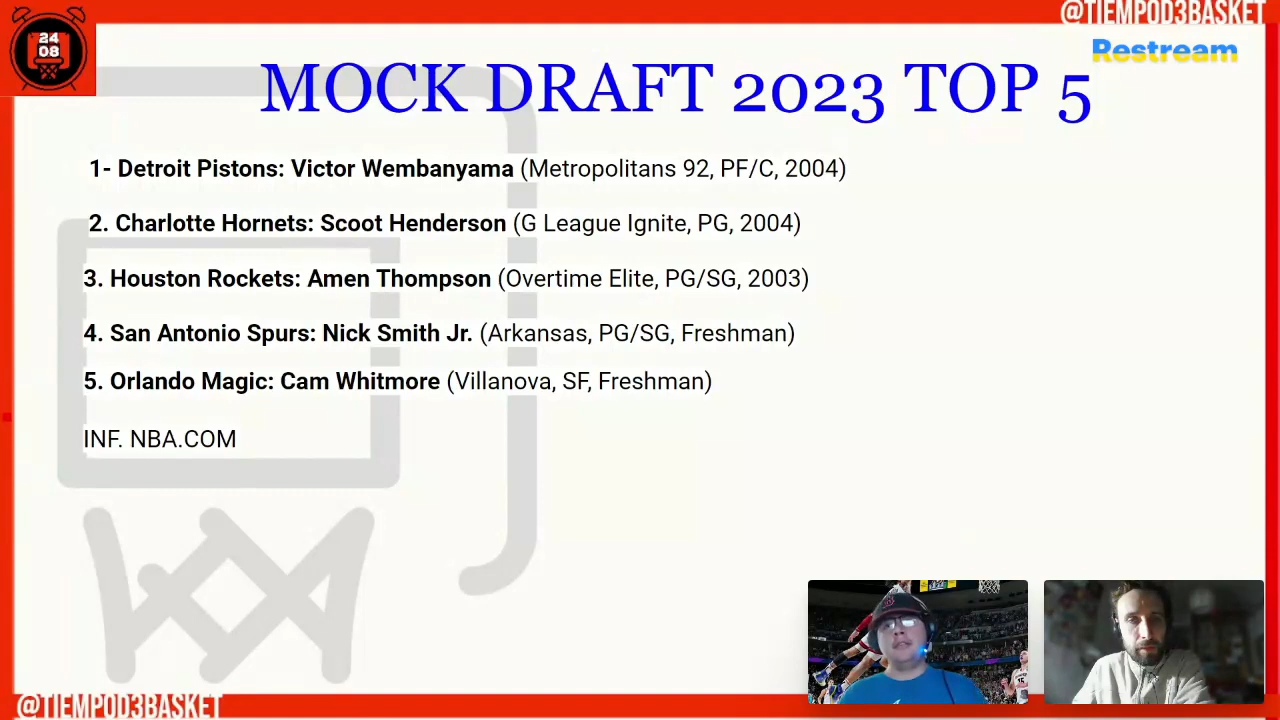 @TIEMPOD3BASKET
24
08
Restream
MOCK DRAFT 2023 TOP 5
1- Detroit Pistons: Victor Wembanyama (Metropolitans 92, PF/C, 2004)
2. Charlotte Hornets: Scoot Henderson (G League Ignite, PG, 2004)
3. Houston Rockets: Amen Thompson (Overtime Elite, PG/SG, 2003)
4. San Antonio Spurs: Nick Smith Jr. (Arkansas, PG/SG, Freshman)
5. Orlando Magic: Cam Whitmore (Villanova, SF, Freshman)
INF. NBA.COM
@TIEMPOD3BASKET